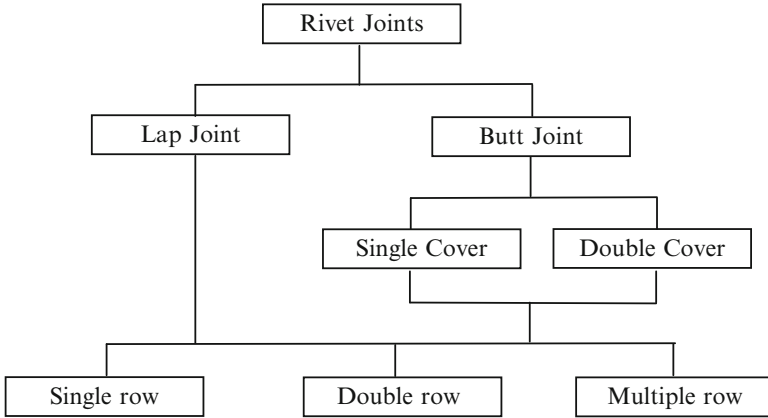 Rivet Joints
Lap Joint
Butt Joint
Single Cover
Double Cover
Single row
Double row
Multiple row